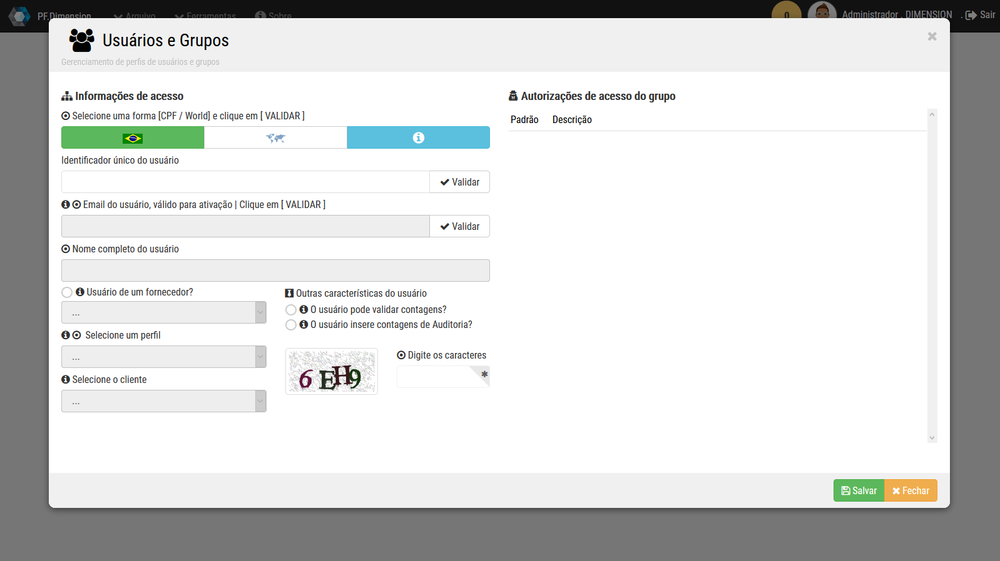 PF.Dimension Arquivo Ferramentas Sobre 0 Administrador . DIMENSION . Sair
Usuários e Grupos
Gerenciamento de perfis de usuários e grupos
Informações de acesso
Selecione uma forma [CPF / World] e clique em [ VALIDAR ]
Identificador único do usuário
Validar
Email do usuário, válido para ativação | Clique em [ VALIDAR ]
Validar
Nome completo do usuário
Usuário de um fornecedor?
...
Selecione um perfil
...
Selecione o cliente
...
Outras características do usuário
O usuário pode validar contagens?
O usuário insere contagens de Auditoria?
6EH9
Digite os caracteres
Autorizações de acesso do grupo
Padrão Descrição
Salvar Fechar